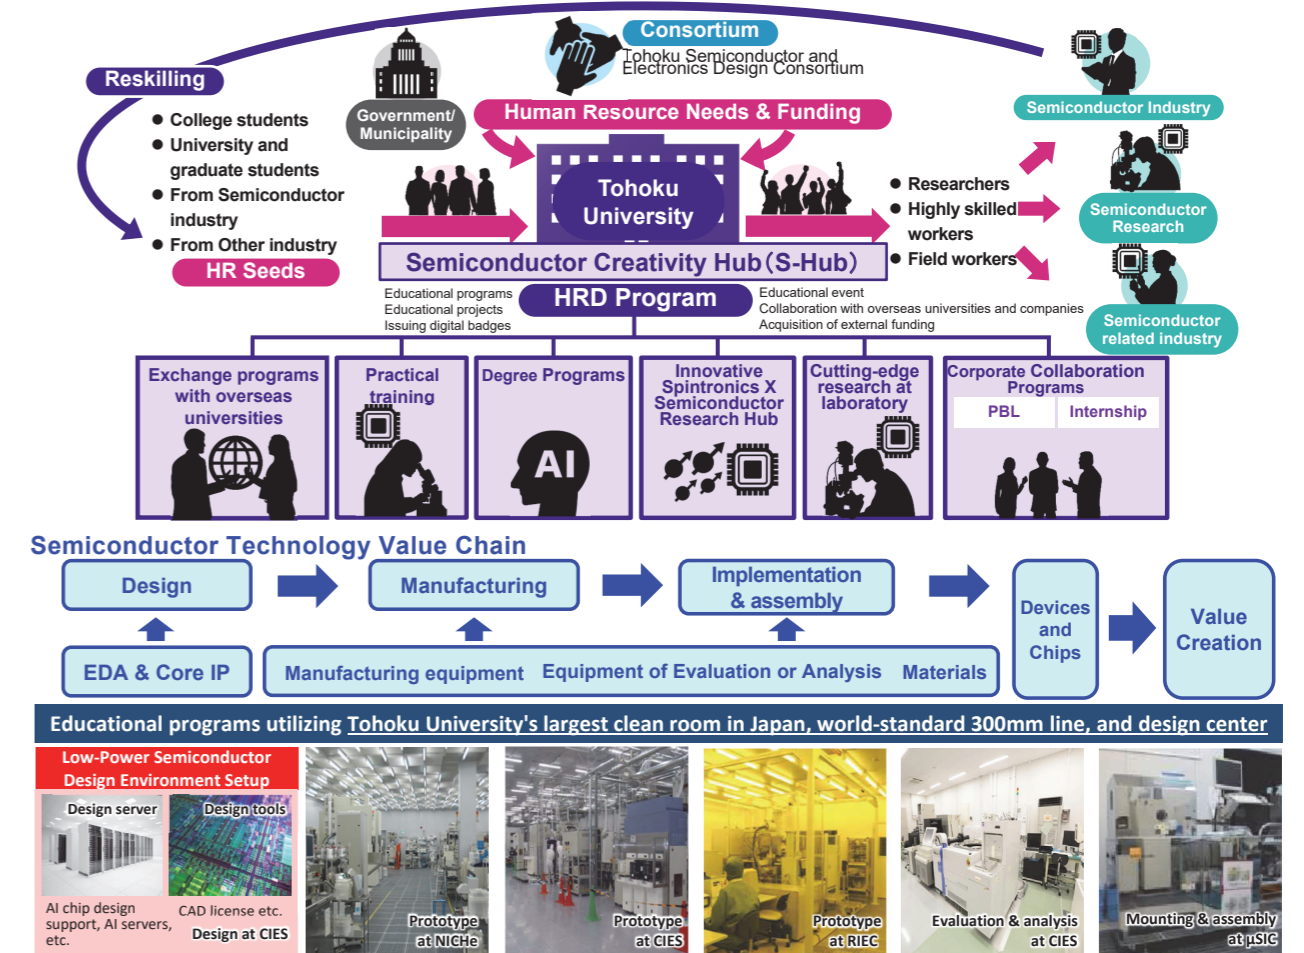 Consortium
Tohoku Semiconductor and
Electronics Design Consortium
Reskilling
Government/
Municipality
Human Resource Needs & Funding
Semiconductor Industry
● College students
● University and
graduate students
● From Semiconductor
industry
● From Other industry
HR Seeds
Tohoku
University
Semiconductor Creativity Hub(S-Hub)
● Researchers
● Highly skilled
workers
● Field workers
Semiconductor
Research
Semiconductor
related industry
Educational programs
Educational projects
Issuing digital badges
HRD Program
Educational event
Collaboration with overseas universities and companies
Acquisition of external funding
Exchange programs
with overseas
universities
Practical
training
Degree Programs
AI
Innovative
Spintronics X
Semiconductor
Research Hub
Cutting-edge
research at
laboratory
Corporate Collaboration
Programs
PBL
Internship
Semiconductor Technology Value Chain
Design
Manufacturing
Implementation
& assembly
Devices
and
Chips
Value
Creation
EDA & Core IP
Manufacturing equipment
Equipment of Evaluation or Analysis
Materials
Educational programs utilizing Tohoku University's largest clean room in Japan, world-standard 300mm line, and design center
Low-Power Semiconductor
Design Environment Setup
Design server
Design tools
AI chip design
support, AI servers,
etc.
CAD license etc.
Design at CIES
Prototype
at NICHe
Prototype
at CIES
Prototype
at RIEC
Evaluation & analysis
at CIES
Mounting & assembly
at μSIC